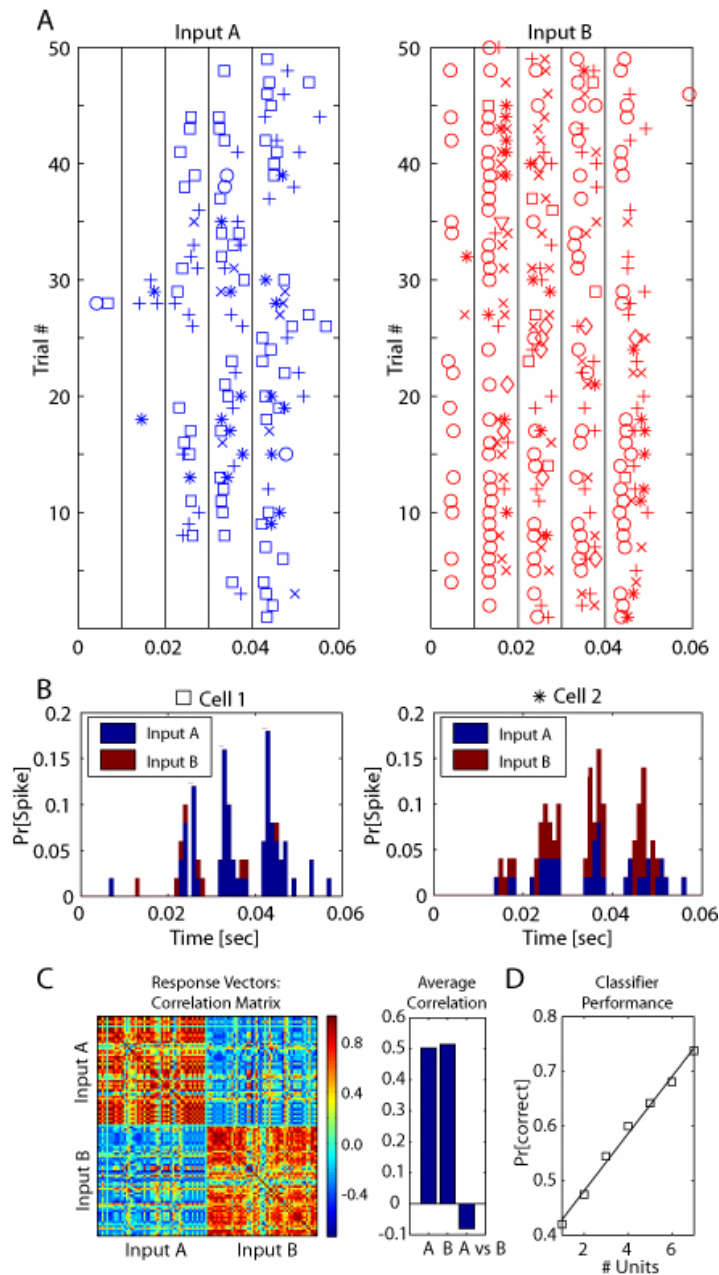 A
Input A
Input B
50
40
30
20
10
Trial #
0
0.02
0.04
0.06
50
40
30
20
10
Trial #
0
0.02
0.04
0.06
B
Cell 1
Cell 2
Input A
Input B
0.2
0.15
0.1
0.05
0
Pr[Spike]
0
0.02
0.04
0.06
Time [sec]
Input A
Input B
0.2
0.15
0.1
0.05
0
Pr[Spike]
0
0.02
0.04
0.06
Time [sec]
C
Response Vectors:
Correlation Matrix
Input A
Input B
Input A
Input B
0.8
0.4
0.0
-0.4
Average
Correlation
0.6
0.5
0.4
0.3
0.2
0.1
0
-0.1
A B A vs B
D
Classifier
Performance
0.8
0.7
0.6
0.5
0.4
Pr[correct]
2
4
6
# Units